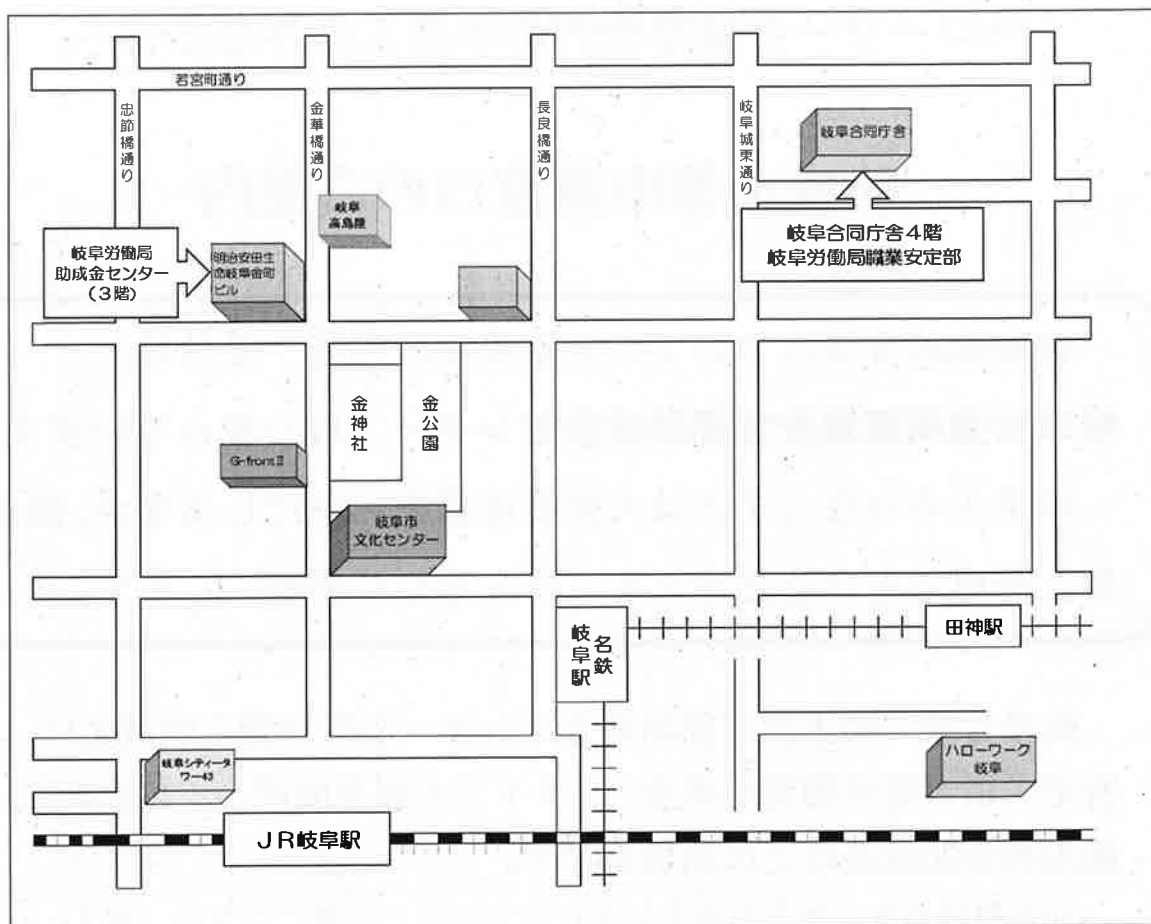 若宮町通り
忠節橋通り
金華橋通り
長良橋通り
岐阜城東通り
岐阜合同庁舎
岐阜
高島屋
岐阜労働局
助成金センター
(3階)
明治安田生
命岐阜金町
ビル
岐阜合同庁舎4階
岐阜労働局職業安定部
金神社
金公園
G-frontⅡ
岐阜市
文化センター
名鉄
岐阜駅
田神駅
岐阜シティータ
ワー43
ハローワーク
岐阜
JR岐阜駅